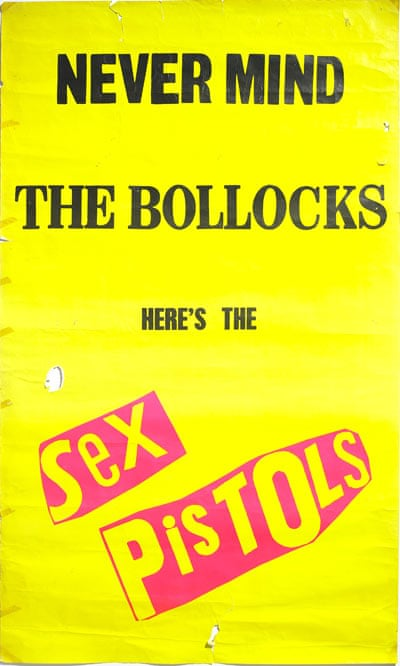 NEVER MIND
THE BOLLOCKS
HERE'S THE
Sex
PiSTOLS